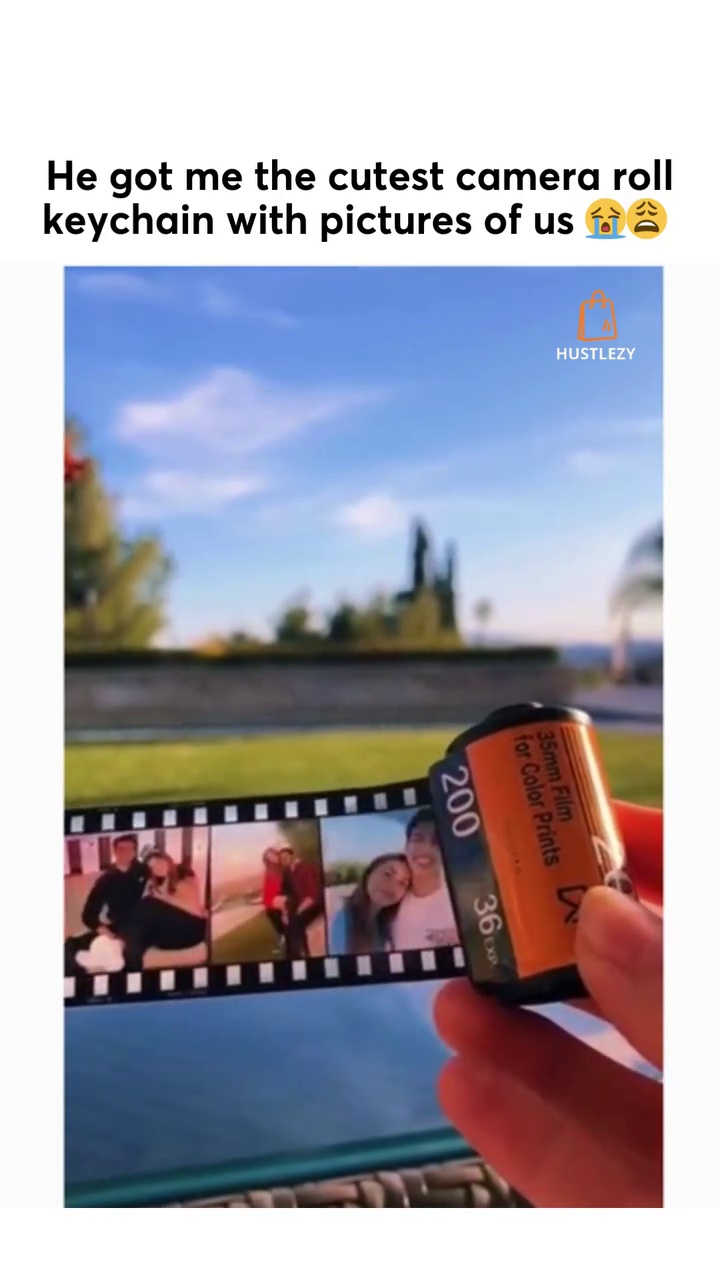 He got me the cutest camera roll
keychain with pictures of us 😭😩
HUSTLEZY
35mm Film
for Color Prints
200
36 EXP.